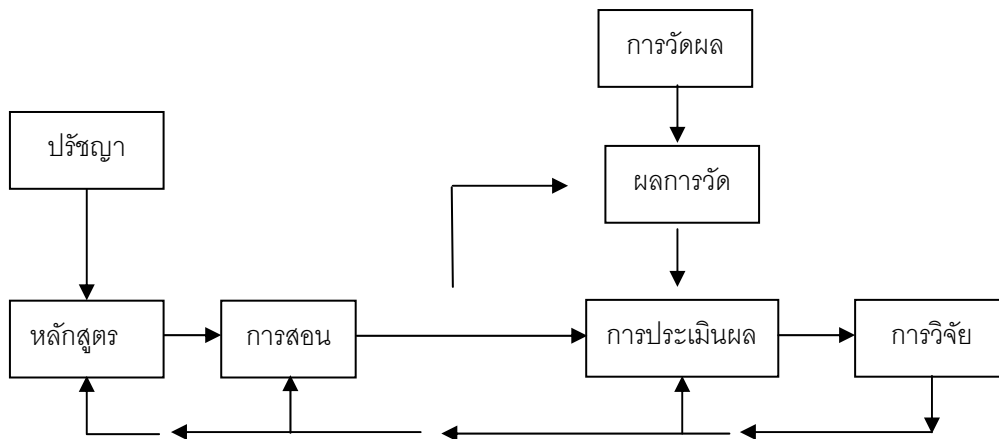 การวัดผล
ปรัชญา
ผลการวัด
หลักสูตร
การสอน
การประเมินผล
การวิจัย